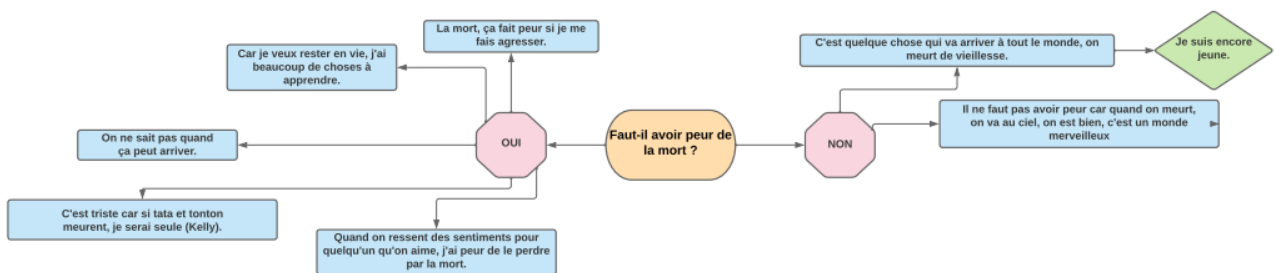 La mort, ça fait peur si je me
fais agresser.
Car je veux rester en vie, j'ai
beaucoup de choses à
apprendre.
On ne sait pas quand
ça peut arriver.
C'est triste car si tata et tonton
meurent, je serai seule (Kelly).
Quand on ressent des sentiments pour
quelqu'un qu'on aime, j'ai peur de le perdre
par la mort.
OUI
Faut-il avoir peur de
la mort ?
NON
C'est quelque chose qui va arriver à tout le monde, on
meurt de vieillesse.
Je suis encore
jeune.
Il ne faut pas avoir peur car quand on meurt,
on va au ciel, on est bien, c'est un monde
merveilleux